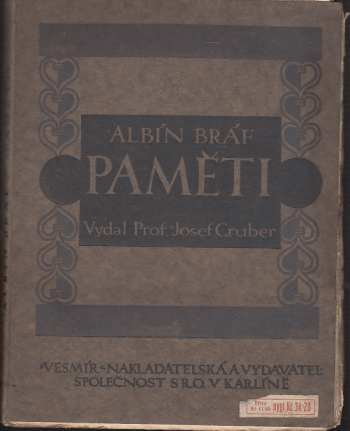 ALBÍN BRÁF
PAMĚTI
Vydal Prof. Josef Gruber
"VESMÍR" NAKLADATELSKÁ A VYDAVATEL.
SPOLEČNOST S R.O. V KARLÍNĚ